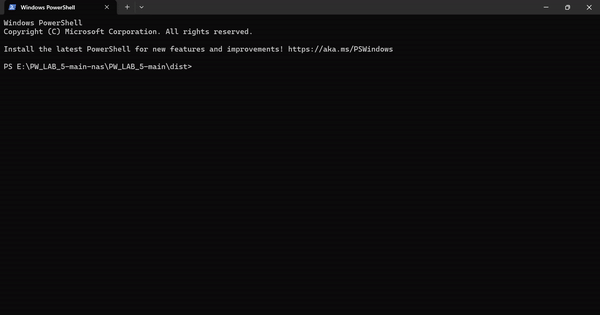 Windows PowerShell
Windows PowerShell
Copyright (C) Microsoft Corporation. All rights reserved.
Install the latest PowerShell for new features and improvements! https://aka.ms/PSWindows
PS E:\PW_LAB_5-main-nas\PW_LAB_5-main\dist>